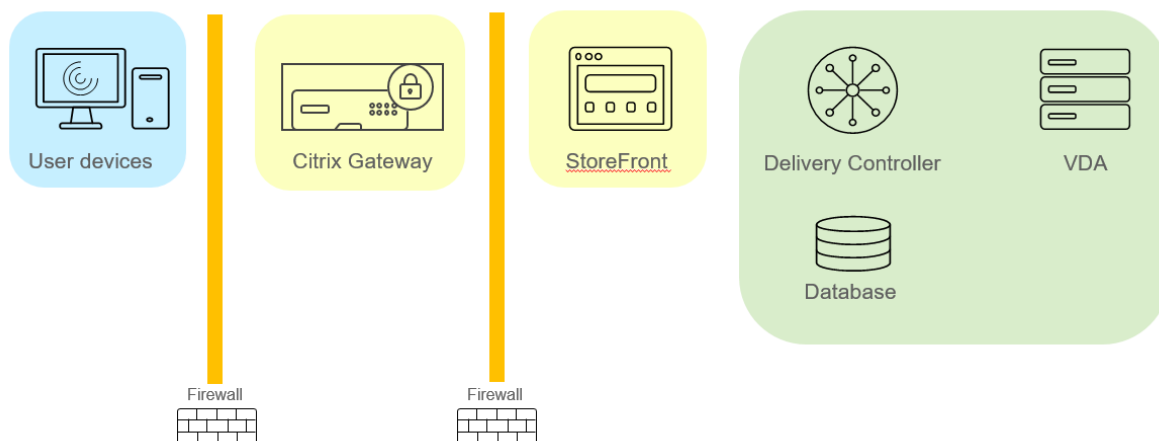 User devices
Citrix Gateway
StoreFront
Delivery Controller
VDA
Database
Firewall
Firewall